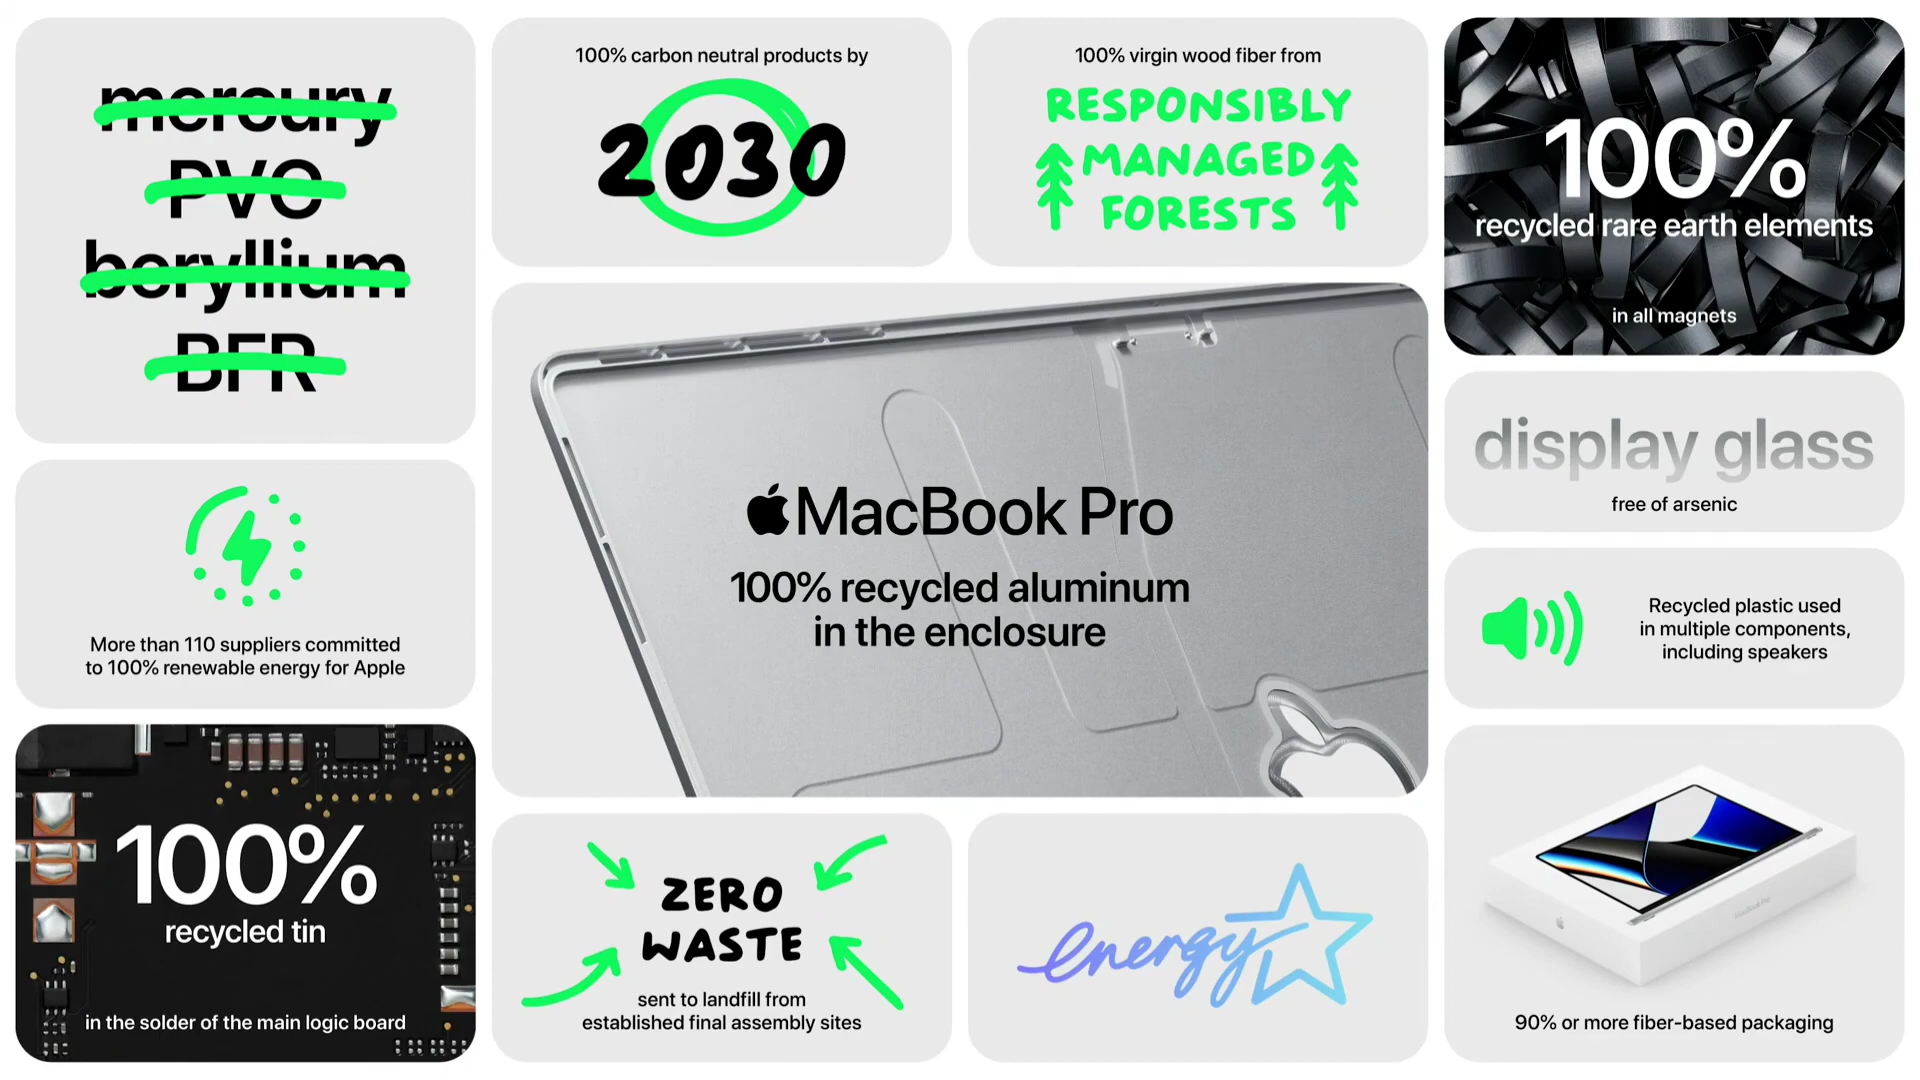 mercury
PVC
beryllium
BFR
100% carbon neutral products by
2030
100% virgin wood fiber from
RESPONSIBLY
MANAGED
FORESTS
100%
recycled rare earth elements
in all magnets
More than 110 suppliers committed
to 100% renewable energy for Apple
MacBook Pro
100% recycled aluminum
in the enclosure
display glass
free of arsenic
Recycled plastic used
in multiple components,
including speakers
100%
recycled tin
in the solder of the main logic board
ZERO
WASTE
sent to landfill from
established final assembly sites
energy
MacBook Pro
90% or more fiber-based packaging